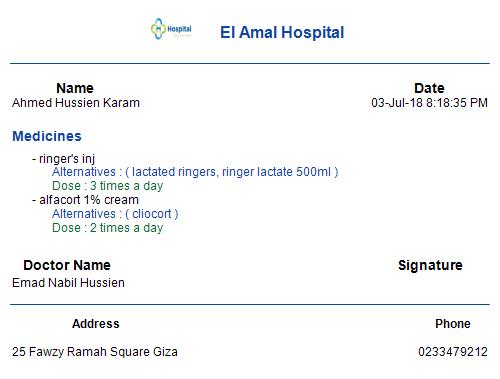 Hospital
El Amal Hospital
Name Date
Ahmed Hussien Karam 03-Jul-18 8:18:35 PM
Medicines
- ringer's inj
Alternatives : ( lactated ringers, ringer lactate 500ml )
Dose : 3 times a day
- alfacort 1% cream
Alternatives : ( cliocort )
Dose : 2 times a day
Doctor Name Signature
Emad Nabil Hussien
Address Phone
25 Fawzy Ramah Square Giza 0233479212